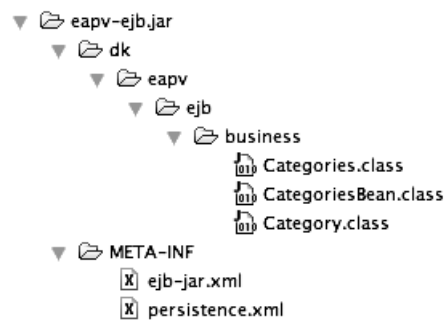 eapv-ejb.jar
dk
eapv
ejb
business
Categories.class
CategoriesBean.class
Category.class
META-INF
ejb-jar.xml
persistence.xml